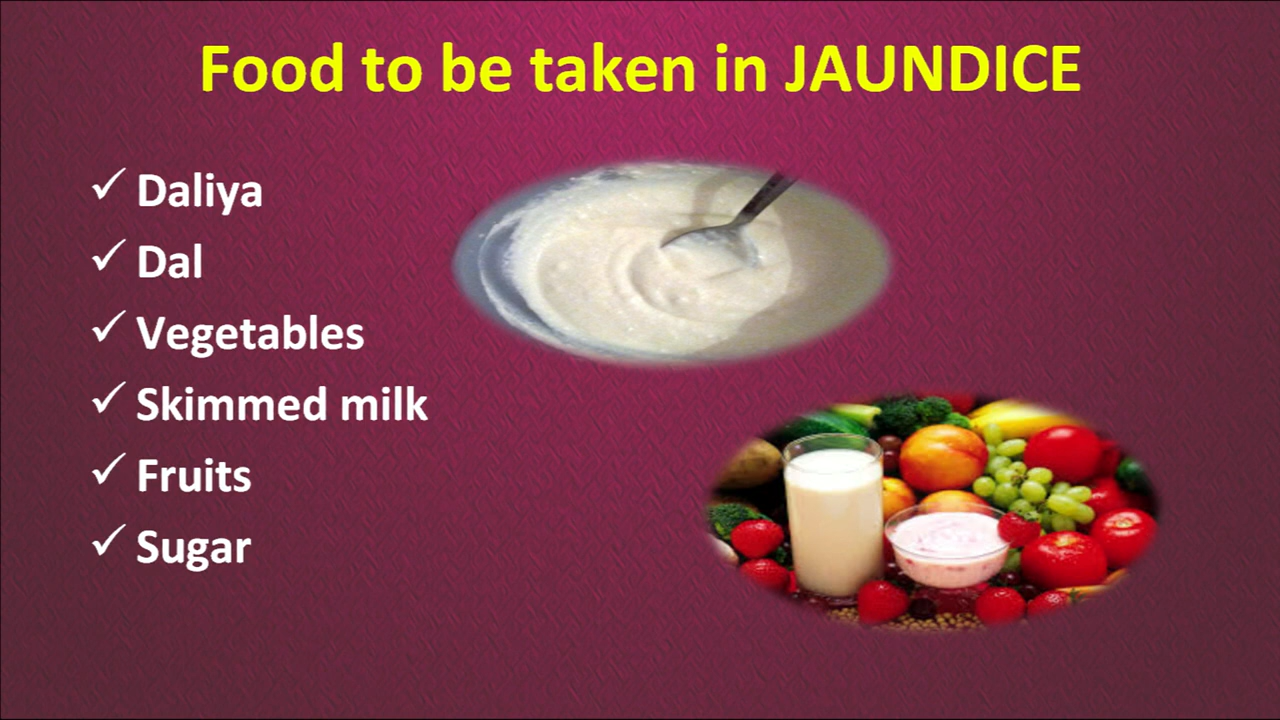 Food to be taken in JAUNDICE
✓ Daliya
✓ Dal
✓ Vegetables
✓ Skimmed milk
✓ Fruits
✓ Sugar